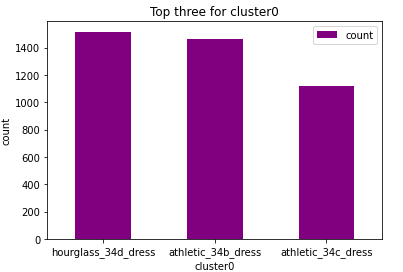 Top three for cluster0
count
1400
1200
1000
800
600
400
200
0
count
hourglass_34d_dress athletic_34b_dress athletic_34c_dress
cluster0